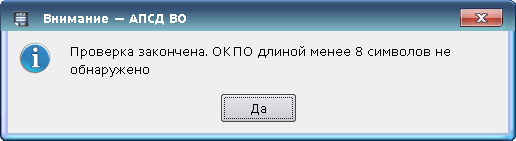 Внимание — АПСД ВО
Проверка закончена. ОКПО длиной менее 8 символов не
обнаружено
Да